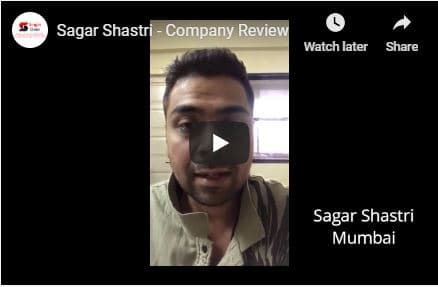 Sagar Shastri - Company Review
Watch later
Share
Sagar Shastri
Mumbai